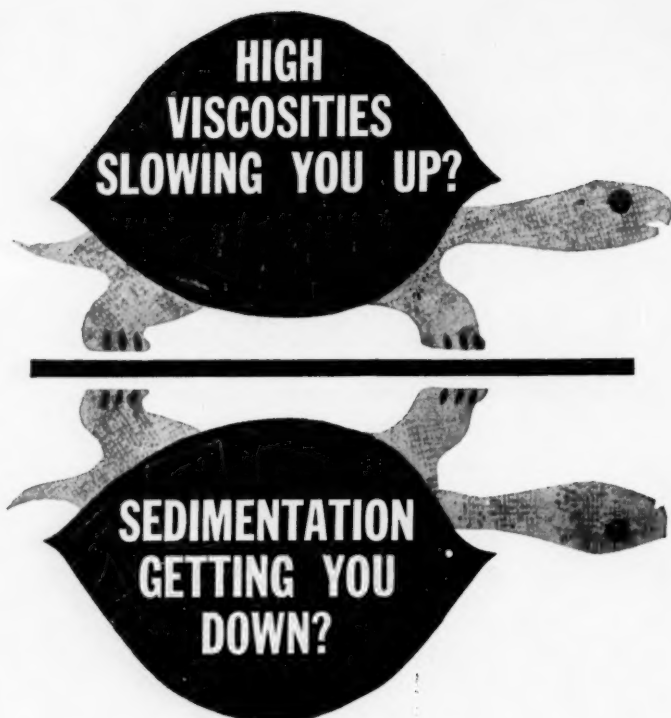 HIGH
VISCOSITIES
SLOWING YOU UP?
SEDIMENTATION
GETTING YOU
DOWN?